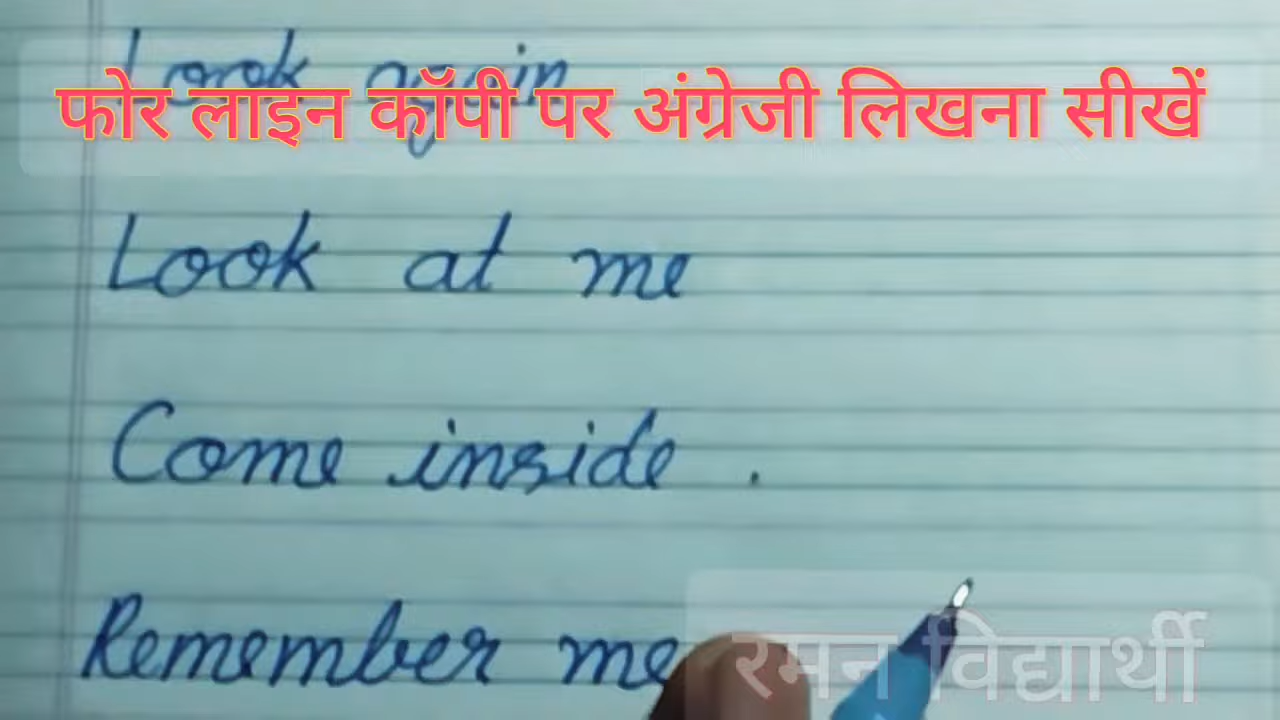 Look again
फोर लाइन कॉपी पर अंग्रेजी लिखना सीखें
Look at me
Come inside .
Remember me
रमन विद्यार्थी